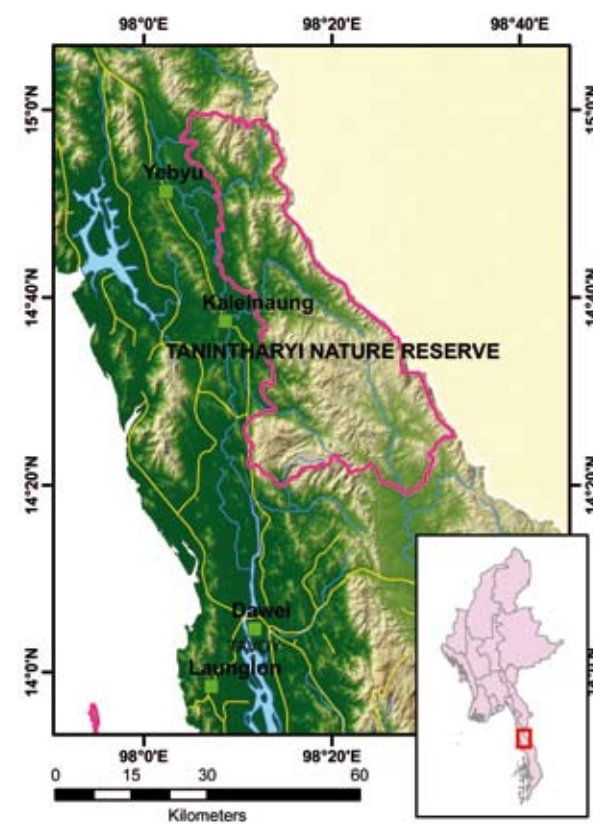 98°0'E 98°20'E 98°40'E
15°0'N
Yebyu
14°40'N 14°40'N
Kaleinaung
TANINTHARYI NATURE RESERVE
14°20'N 14°20'N
Dawei
Launglon
14°0'N
98°0'E 98°20'E
0 15 30 60
Kilometers
15°0'N